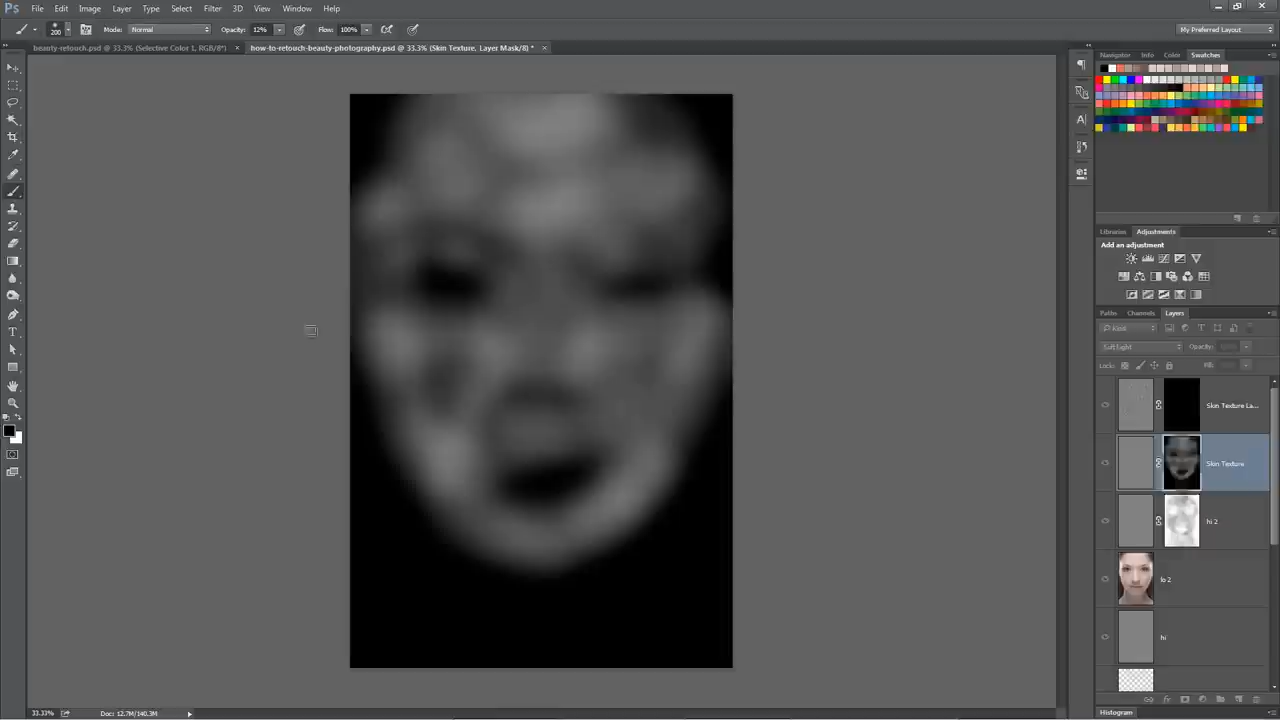 Ps File Edit Image Layer Type Select Filter 3D View Window Help
200 Mode: Normal Opacity: 12% Flow: 100% My Preferred Layout
beauty-retouch.psd @ 33.3% (Selective Color 1, RGB/8*) × how-to-retouch-beauty-photography.psd @ 33.3% (Skin Texture, Layer Mask/8) * ×
Navigator Info Color Swatches
Libraries Adjustments
Add an adjustment
Paths Channels Layers
Kind
Soft Light Opacity:
Lock: Fill:
Skin Texture La...
Skin Texture
hi 2
lo 2
hi
33.33% Doc: 12.7M/140.3M
Histogram